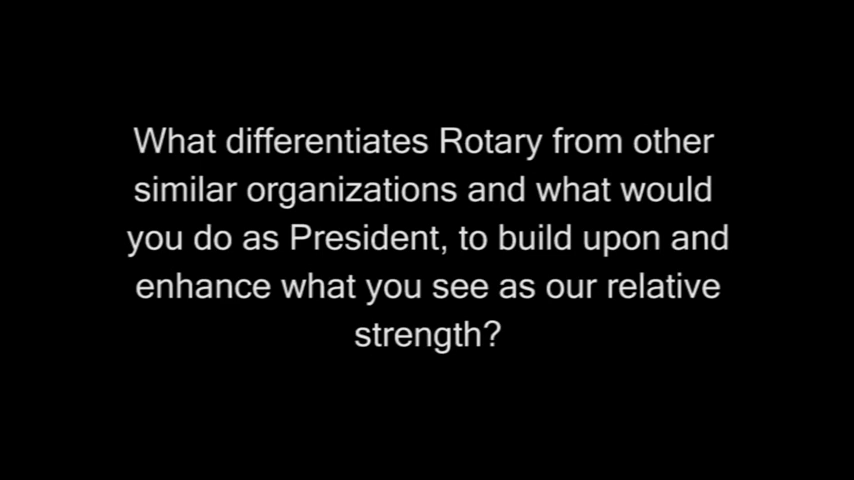 What differentiates Rotary from other
similar organizations and what would
you do as President, to build upon and
enhance what you see as our relative
strength?